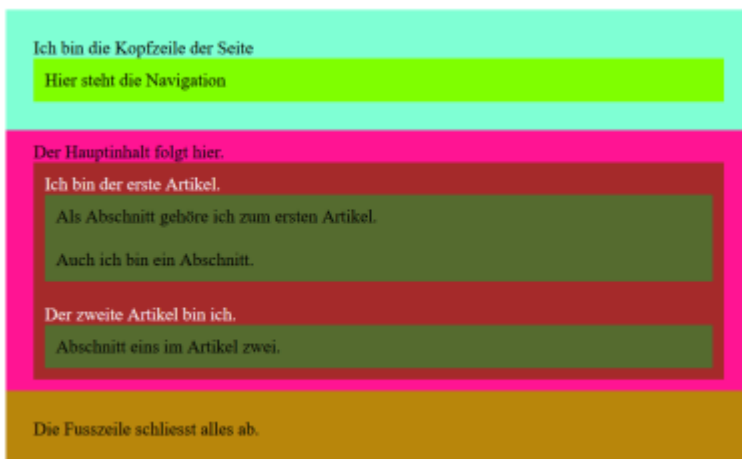 Ich bin die Kopfzeile der Seite
Hier steht die Navigation
Der Hauptinhalt folgt hier.
Ich bin der erste Artikel.
Als Abschnitt gehöre ich zum ersten Artikel.
Auch ich bin ein Abschnitt.
Der zweite Artikel bin ich.
Abschnitt eins im Artikel zwei.
Die Fusszeile schliesst alles ab.